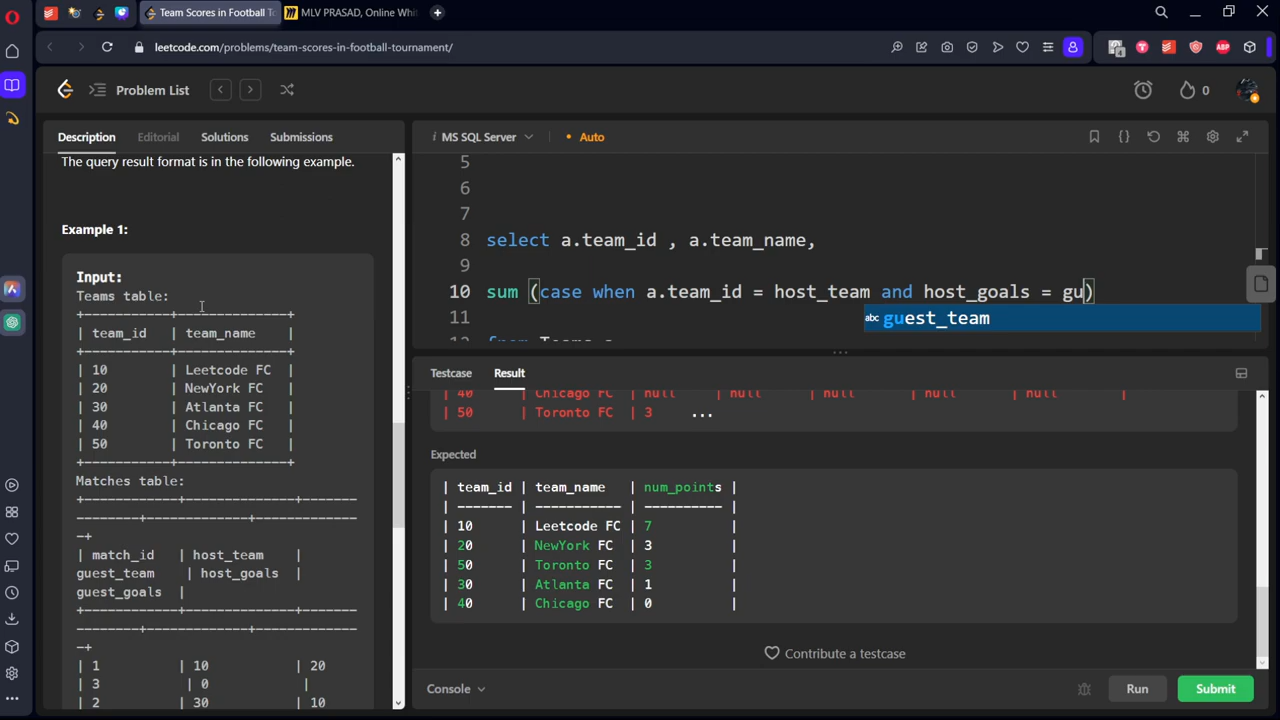 Team Scores in Football To
MLV PRASAD, Online Whit
leetcode.com/problems/team-scores-in-football-tournament/
Problem List
0
Description
Editorial
Solutions
Submissions
The query result format is in the following example.
Example 1:
Input:
Teams table:
+-----------+--------------+
| team_id   | team_name    |
+-----------+--------------+
| 10        | Leetcode FC  |
| 20        | NewYork FC   |
| 30        | Atlanta FC   |
| 40        | Chicago FC   |
| 50        | Toronto FC   |
+-----------+--------------+
Matches table:
+------------+--------------+-------
--------+-------------+-------------
-+
| match_id   | host_team    |
guest_team    | host_goals  |
guest_goals  |
+------------+--------------+-------
--------+-------------+-------------
-+
| 1          | 10           | 20
| 3           | 0            |
| 2          | 30           | 10
i MS SQL Server
• Auto
5
6
7
8 select a.team_id , a.team_name,
9
10 sum (case when a.team_id = host_team and host_goals = gu)
abc guest_team
11
12 from Teams a
Testcase
Result
| 40 | Chicago FC | null | null | null | null | null |
| 50 | Toronto FC | 3 ...
Expected
| team_id | team_name | num_points |
| ------- | ----------- | ---------- |
| 10 | Leetcode FC | 7 |
| 20 | NewYork FC | 3 |
| 50 | Toronto FC | 3 |
| 30 | Atlanta FC | 1 |
| 40 | Chicago FC | 0 |
Contribute a testcase
Console
Run
Submit